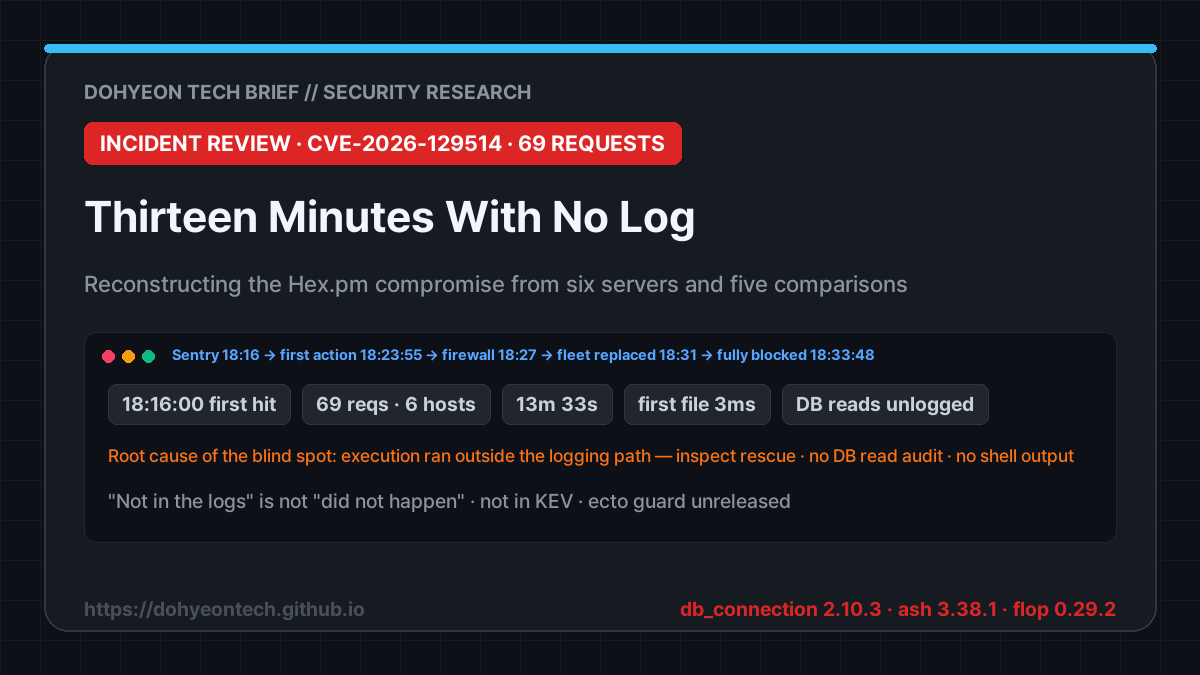 DOHYEON TECH BRIEF // SECURITY RESEARCH
INCIDENT REVIEW · CVE-2026-129514 · 69 REQUESTS
Thirteen Minutes With No Log
Reconstructing the Hex.pm compromise from six servers and five comparisons
Sentry 18:16 → first action 18:23:55 → firewall 18:27 → fleet replaced 18:31 → fully blocked 18:33:48
18:16:00 first hit
69 reqs · 6 hosts
13m 33s
first file 3ms
DB reads unlogged
Root cause of the blind spot: execution ran outside the logging path — inspect rescue · no DB read audit · no shell output
"Not in the logs" is not "did not happen" · not in KEV · ecto guard unreleased
https://dohyeontech.github.io
db_connection 2.10.3 · ash 3.38.1 · flop 0.29.2